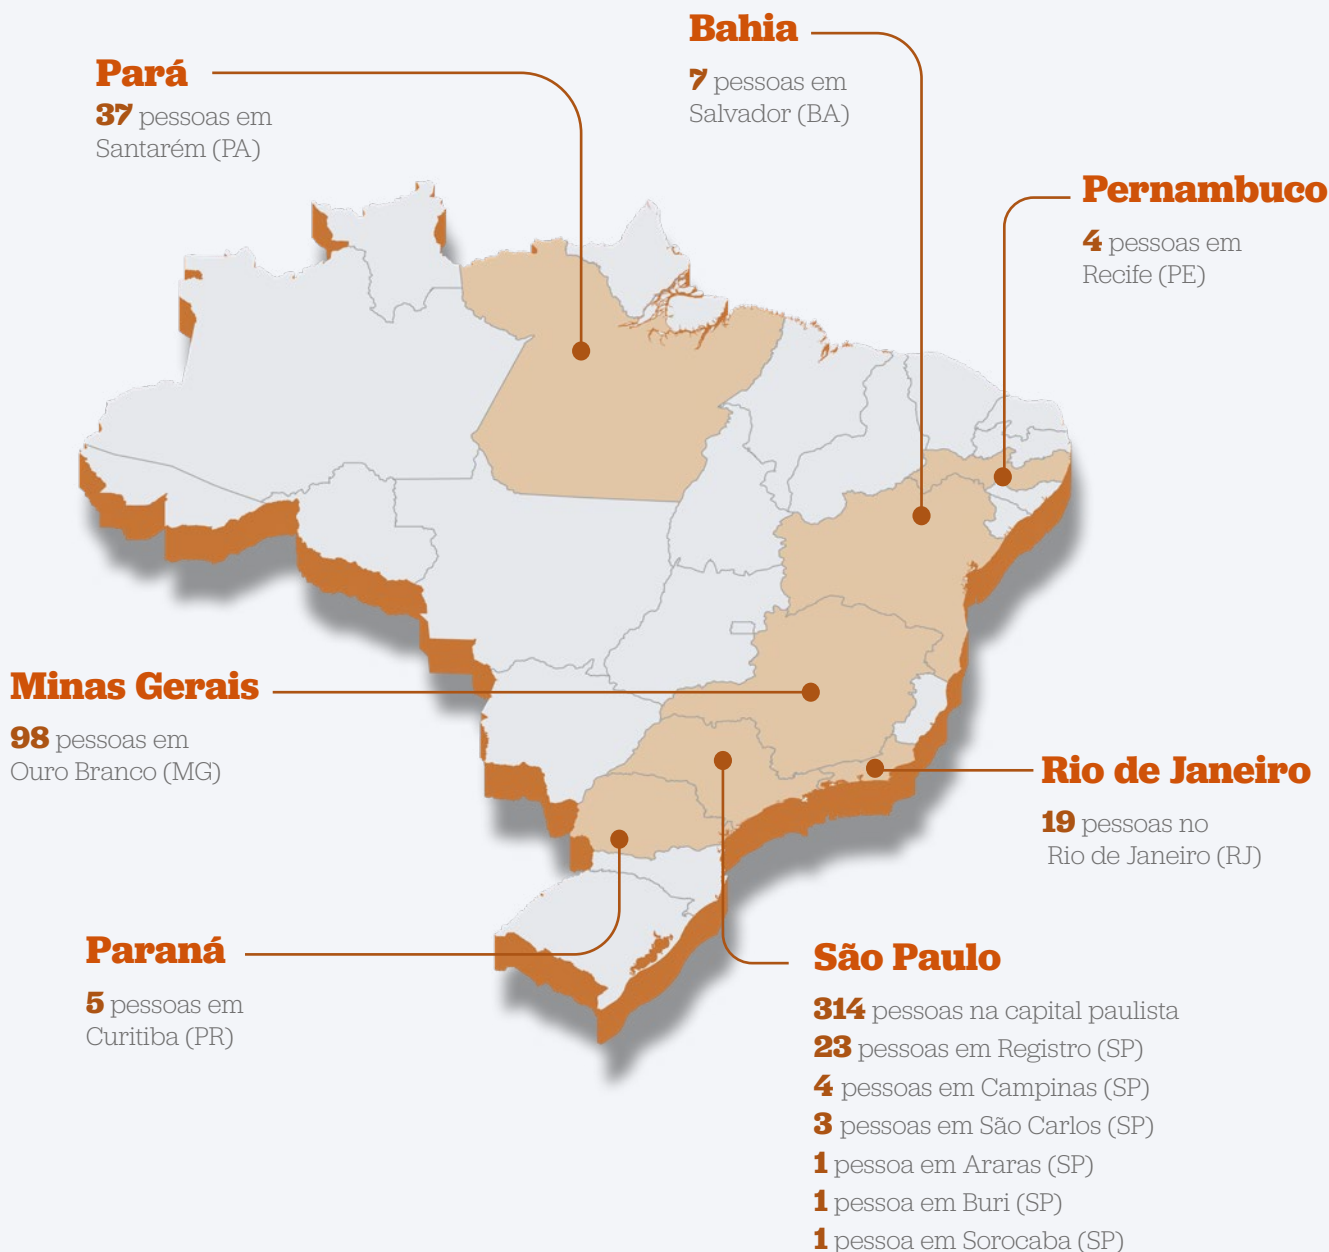 Bahia
7 pessoas em
Salvador (BA)
Pará
37 pessoas em
Santarém (PA)
Pernambuco
4 pessoas em
Recife (PE)
Minas Gerais
98 pessoas em
Ouro Branco (MG)
Rio de Janeiro
19 pessoas no
Rio de Janeiro (RJ)
Paraná
5 pessoas em
Curitiba (PR)
São Paulo
314 pessoas na capital paulista
23 pessoas em Registro (SP)
4 pessoas em Campinas (SP)
3 pessoas em São Carlos (SP)
1 pessoa em Araras (SP)
1 pessoa em Buri (SP)
1 pessoa em Sorocaba (SP)